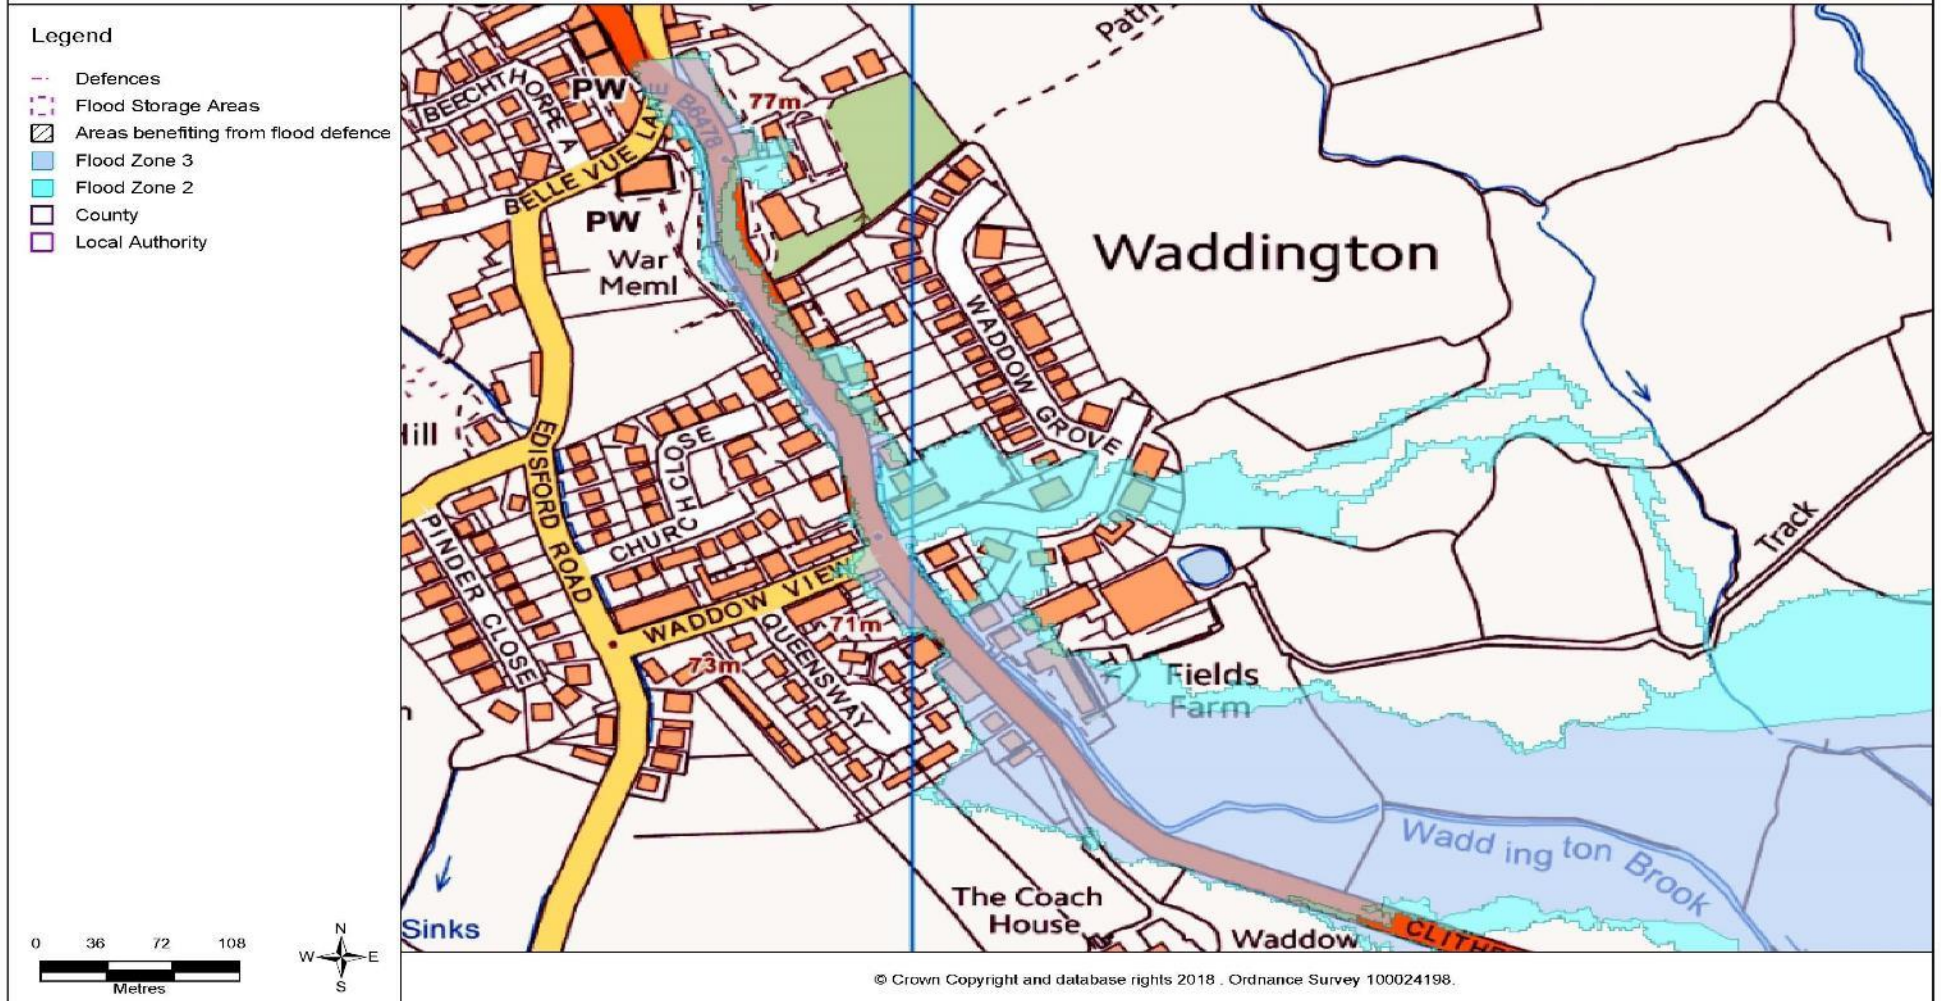 Legend
Defences
Flood Storage Areas
Areas benefiting from flood defence
Flood Zone 3
Flood Zone 2
County
Local Authority
0 36 72 108
Metres
N
W E
S
Path
BEECHTHORPE A
PW
B6478
77m
BELLE VUE LANE
PW
War
Meml
Waddington
WADDOW GROVE
Hill
EDISFORD ROAD
CHURCH CLOSE
CHURCH
PINDER CLOSE
WADDOW VIEW
71m
73m
QUEENSWAY
Track
Fields
Farm
Waddington Brook
The Coach
House
Waddow
CLITHE
Sinks
© Crown Copyright and database rights 2018 . Ordnance Survey 100024198.